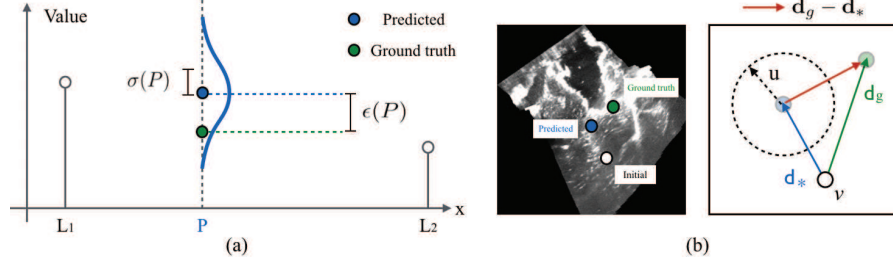 Value
Predicted
Ground truth
σ(P)
ϵ(P)
L₁
P
L₂
x
(a)
Ground truth
Predicted
Initial
d_g − d_*
u
d_g
d_*
v
(b)